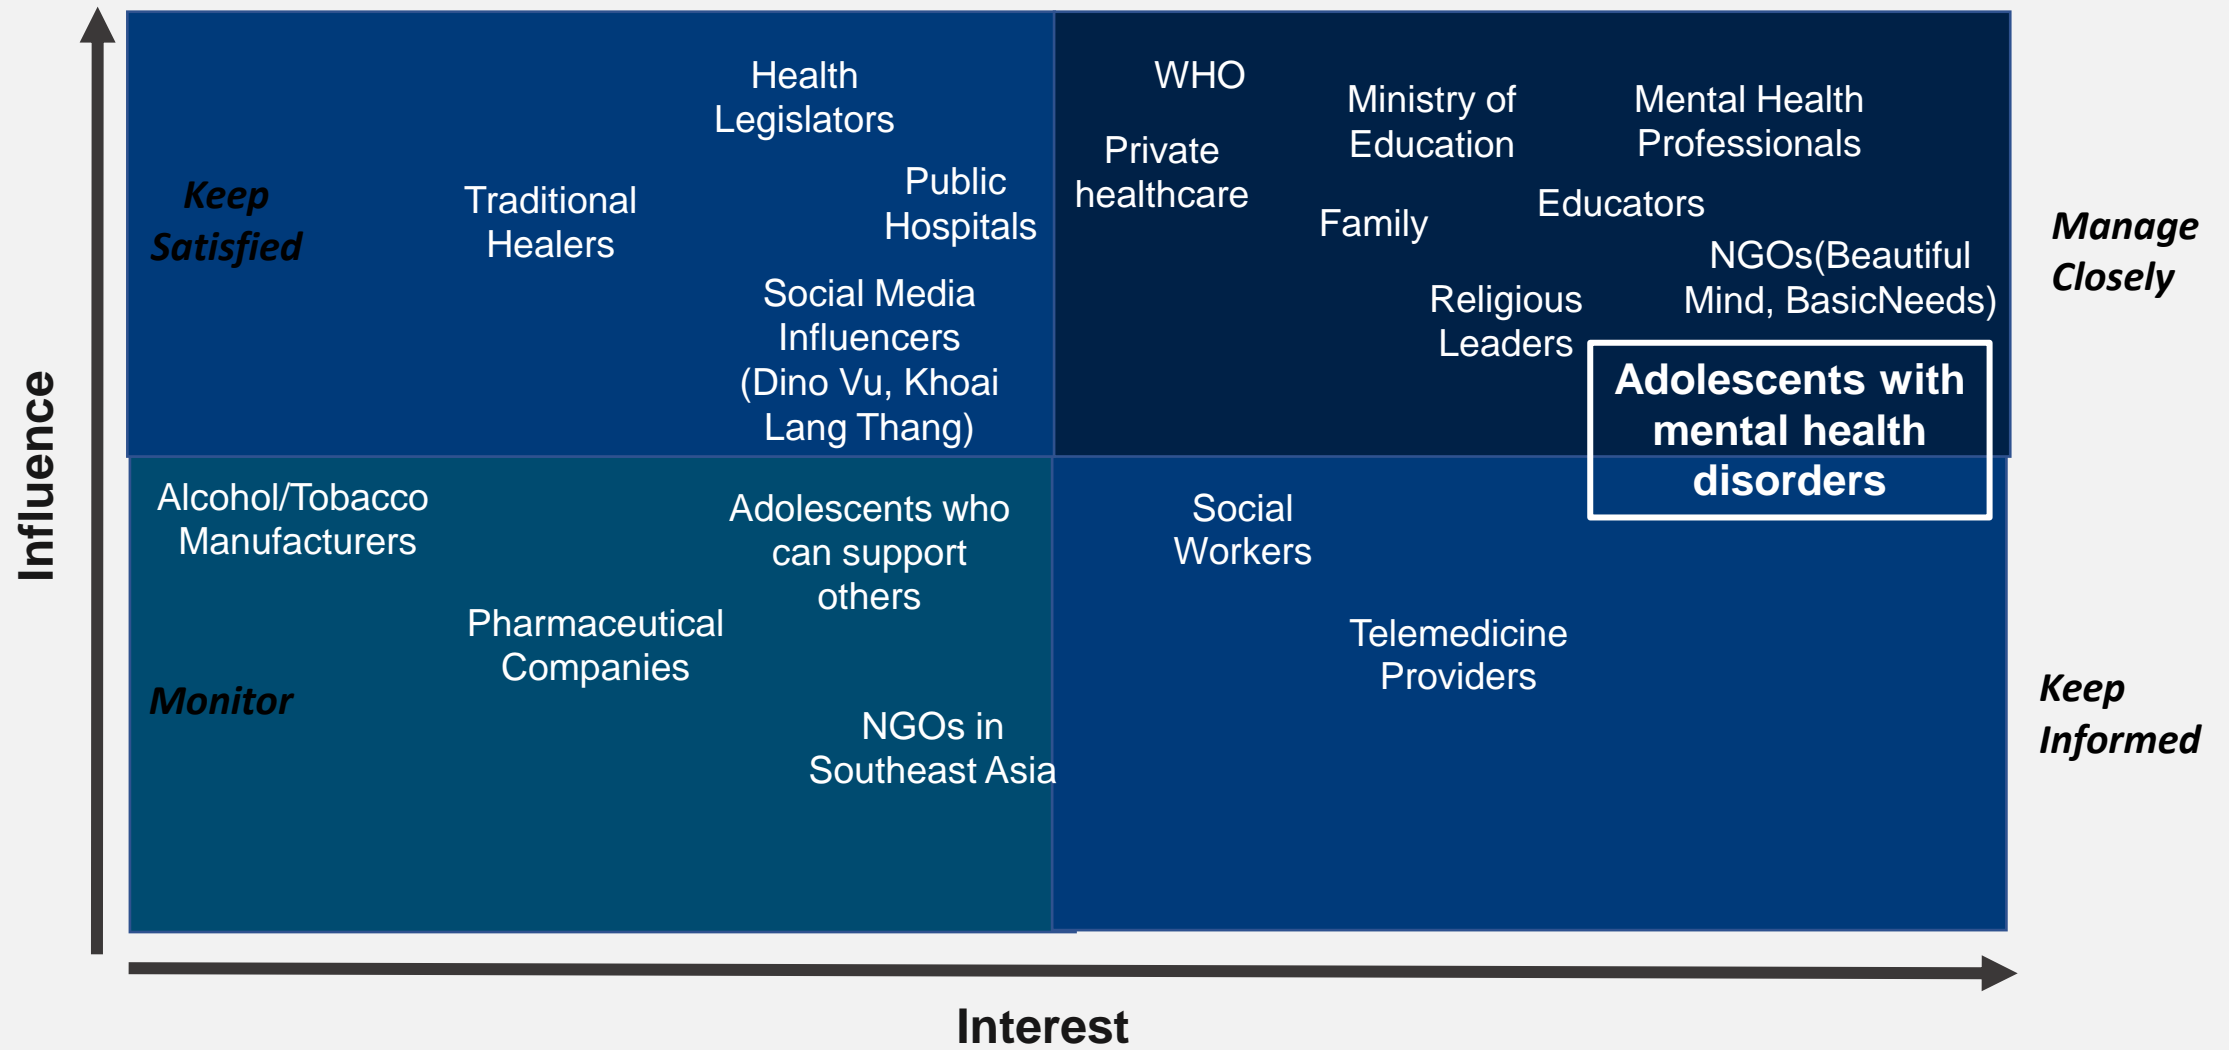 Influence
Keep
Satisfied
Health
Legislators
Traditional
Healers
Public
Hospitals
Social Media
Influencers
(Dino Vu, Khoai
Lang Thang)
WHO
Private
healthcare
Ministry of
Education
Mental Health
Professionals
Family
Educators
Religious
Leaders
NGOs(Beautiful
Mind, BasicNeeds)
Adolescents with
mental health
disorders
Manage
Closely
Alcohol/Tobacco
Manufacturers
Adolescents who
can support
others
Pharmaceutical
Companies
Monitor
NGOs in
Southeast Asia
Social
Workers
Telemedicine
Providers
Keep
Informed
Interest